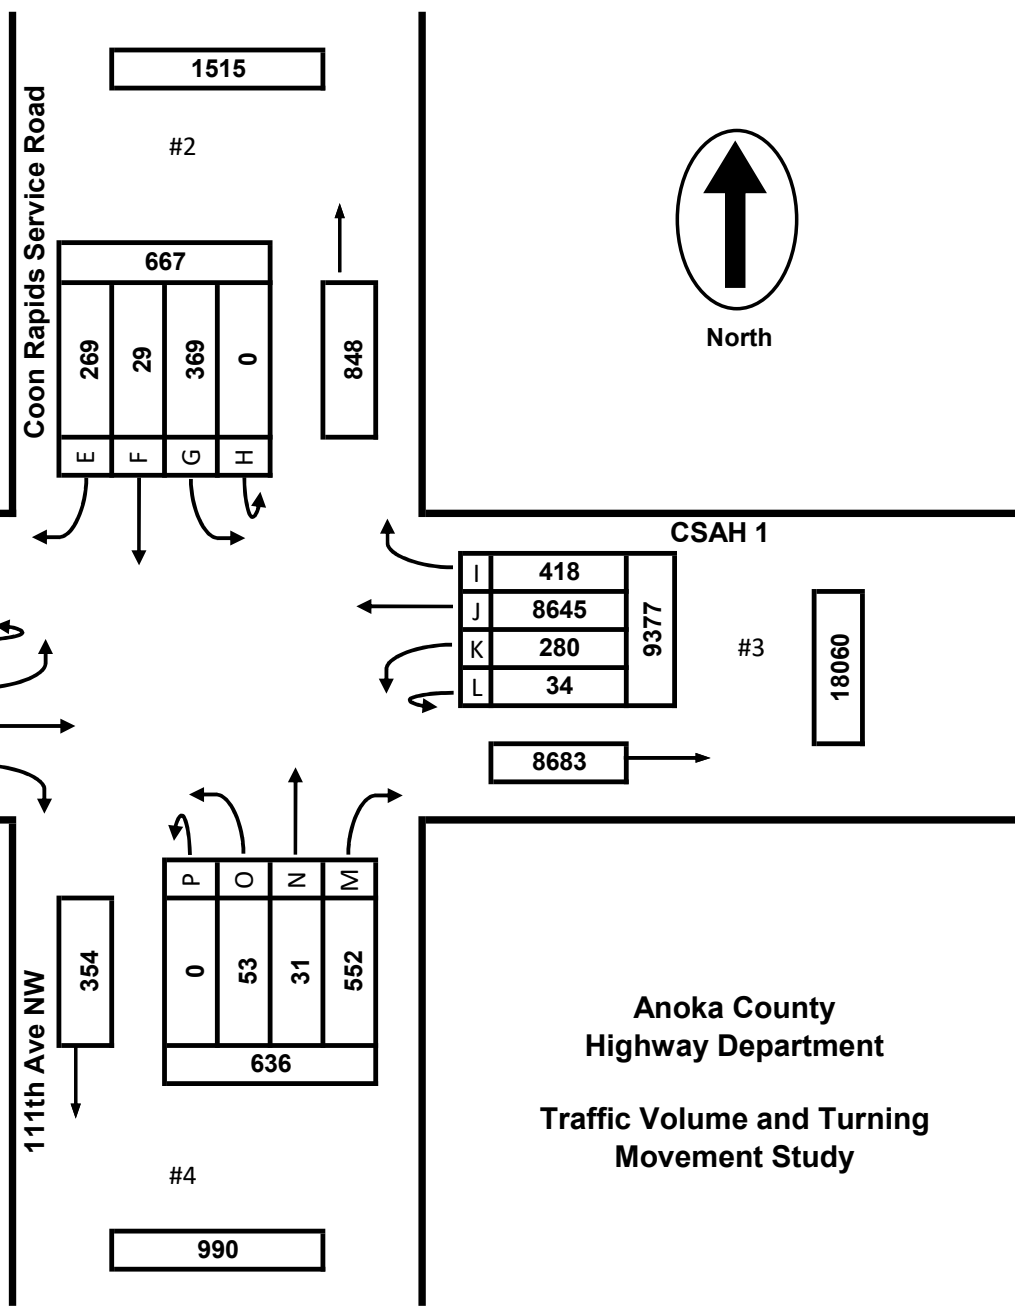 1515
#2
Coon Rapids Service Road
667
269
29
369
0
848
E
F
G
H
North
CSAH 1
I
418
J
8645
K
280
L
34
9377
#3
18060
8683
P
O
N
M
0
53
31
552
636
354
111th Ave NW
Anoka County
Highway Department
Traffic Volume and Turning
Movement Study
#4
990